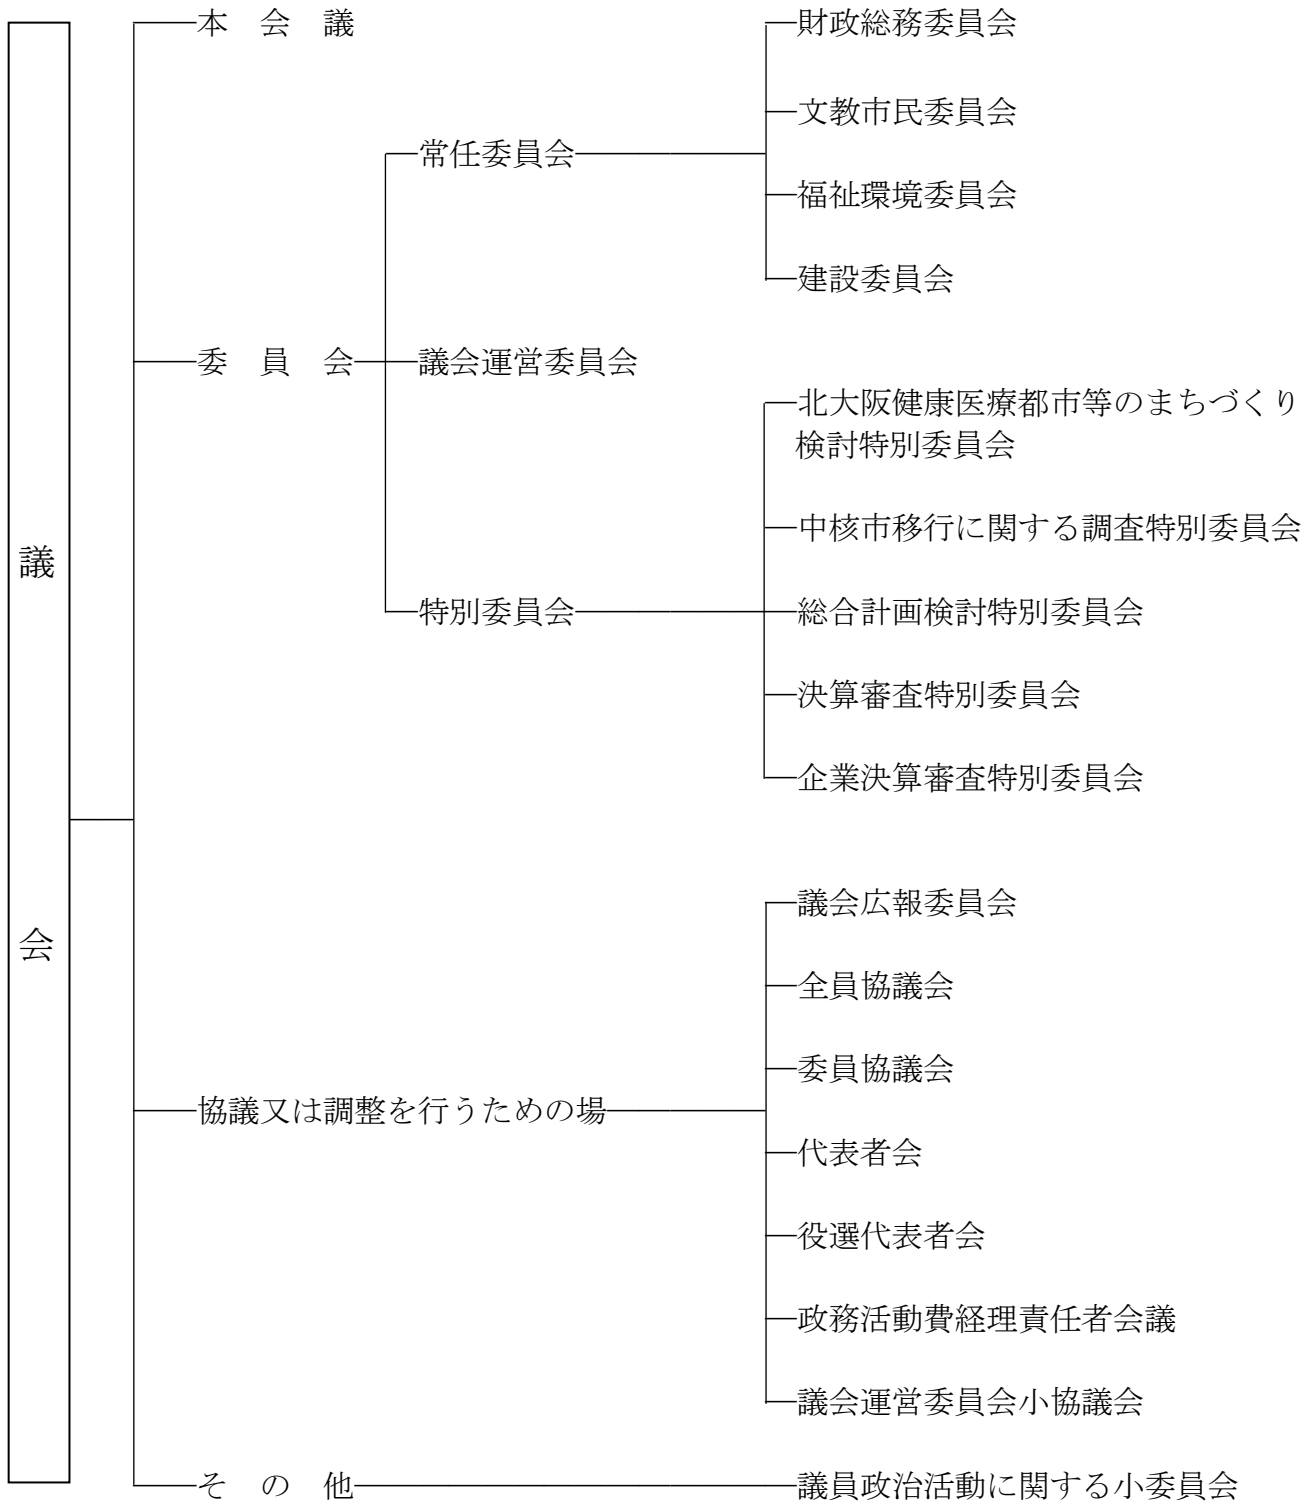 議会
本　会　議
委　員　会
常任委員会
財政総務委員会
文教市民委員会
福祉環境委員会
建設委員会
議会運営委員会
特別委員会
北大阪健康医療都市等のまちづくり
検討特別委員会
中核市移行に関する調査特別委員会
総合計画検討特別委員会
決算審査特別委員会
企業決算審査特別委員会
協議又は調整を行うための場
議会広報委員会
全員協議会
委員協議会
代表者会
役選代表者会
政務活動費経理責任者会議
議会運営委員会小協議会
そ　の　他
議員政治活動に関する小委員会